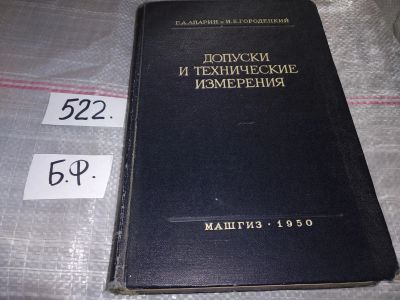 Г.А.АПАРИН и И.Е.ГОРОДЕЦКИЙ
ДОПУСКИ
И ТЕХНИЧЕСКИЕ
ИЗМЕРЕНИЯ
МАШГИЗ · 1950
522.
Б.Ф.